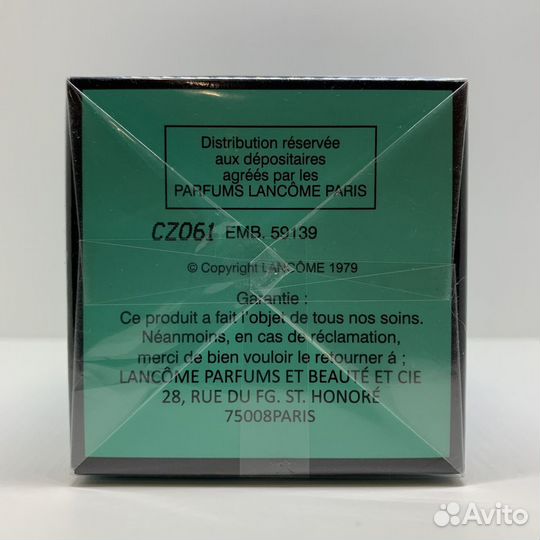 Distribution réservée
aux dépositaires
agréés par les
PARFUMS LANCÔME PARIS
CZ061 EMB. 59139
© Copyright LANCÔME 1979
Garantie :
Ce produit a fait l'objet de tous nos soins.
Néanmoins, en cas de réclamation,
merci de bien vouloir le retourner á ;
LANCÔME PARFUMS ET BEAUTÉ ET CIE
28, RUE DU FG. ST. HONORÉ
75008PARIS
Avito